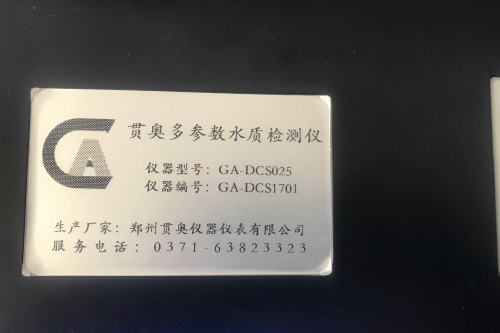 CA
贯奥多参数水质检测仪
仪器型号：GA-DCS025
仪器编号：GA-DCS1701
生产厂家：郑州贯奥仪器仪表有限公司
服务电话：0371-63823323